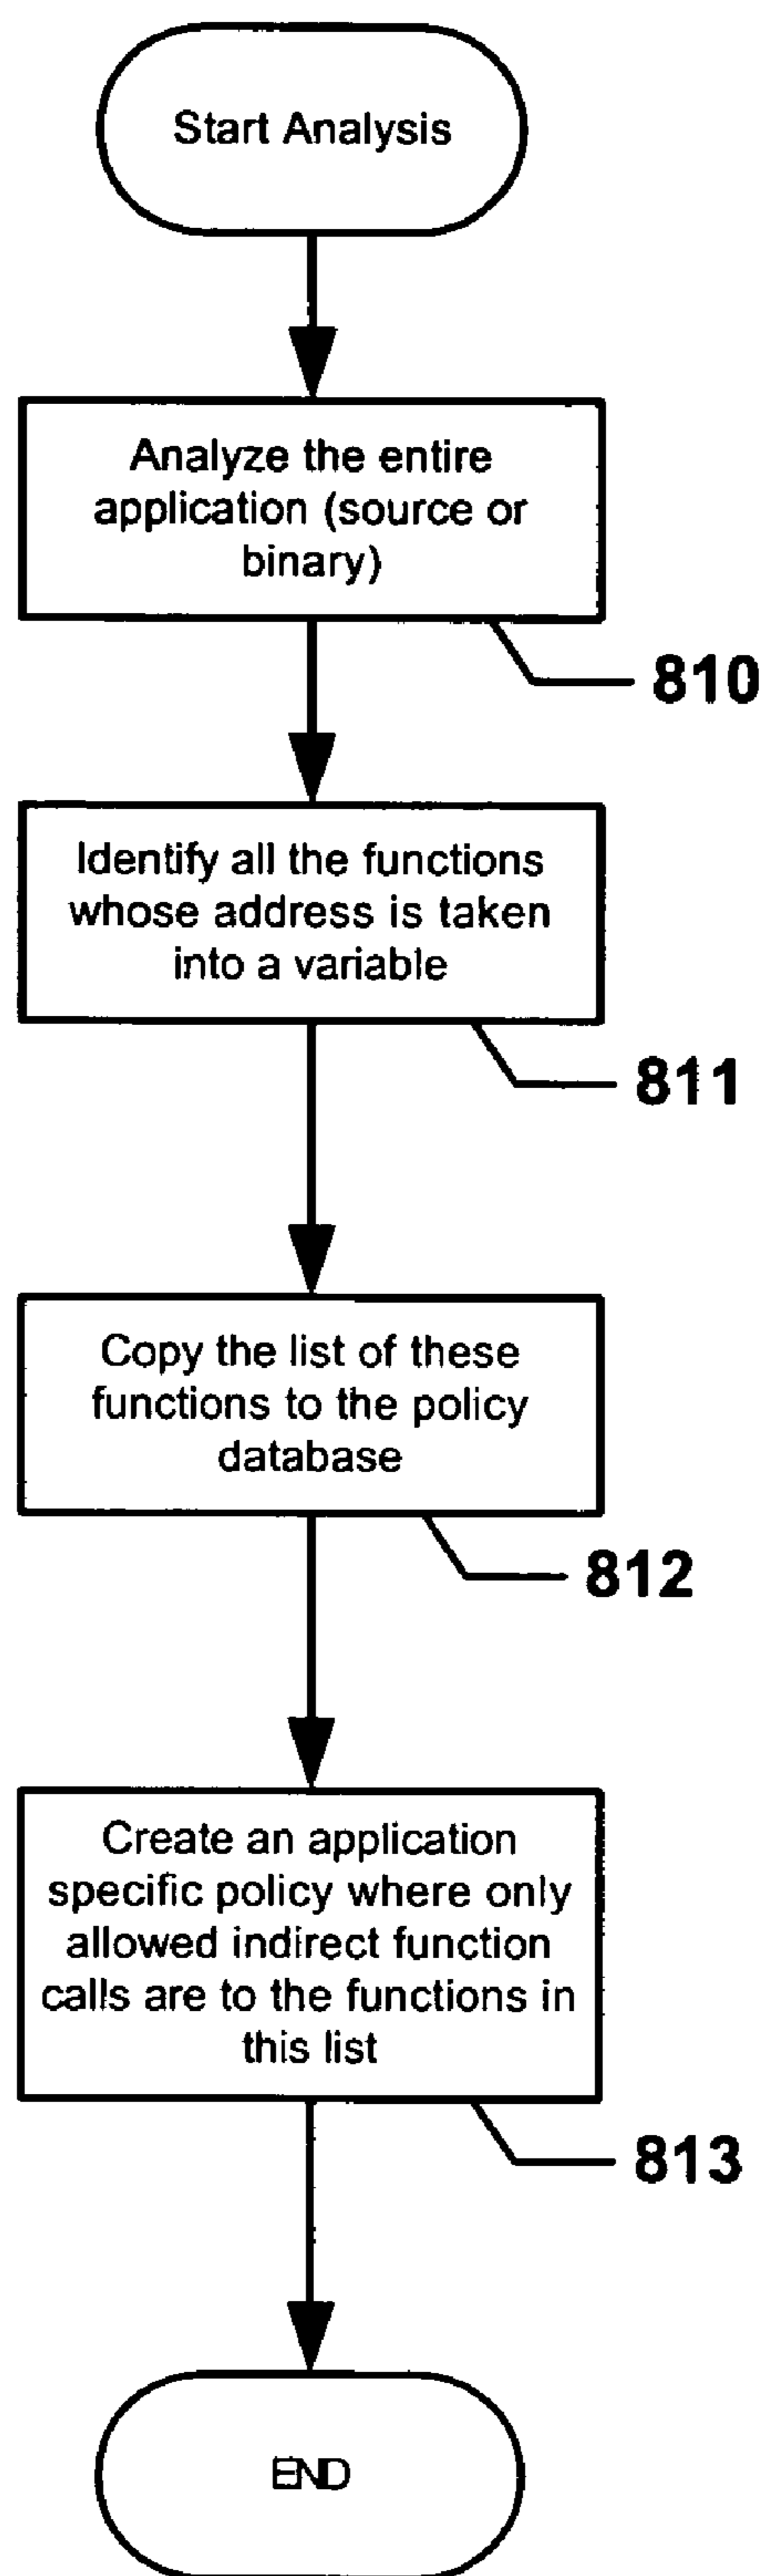 Start Analysis
Analyze the entire
application (source or
binary)
810
Identify all the functions
whose address is taken
into a variable
811
Copy the list of these
functions to the policy
database
812
Create an application
specific policy where only
allowed indirect function
calls are to the functions in
this list
813
END